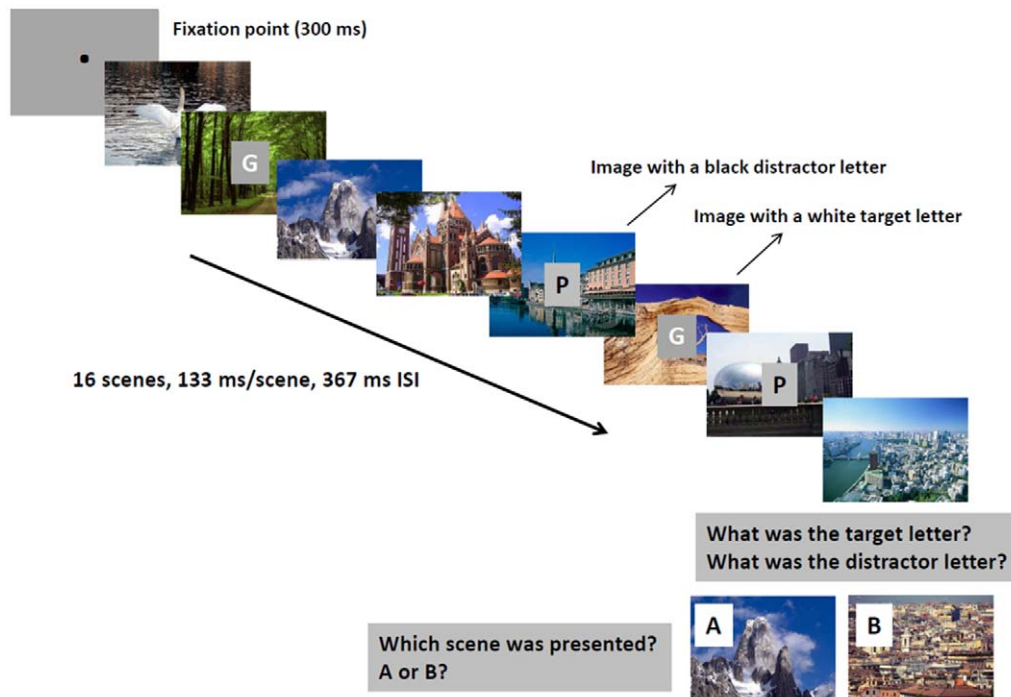 Fixation point (300 ms)
G
Image with a black distractor letter
Image with a white target letter
P
G
P
16 scenes, 133 ms/scene, 367 ms ISI
What was the target letter?
What was the distractor letter?
Which scene was presented?
A or B?
A
B